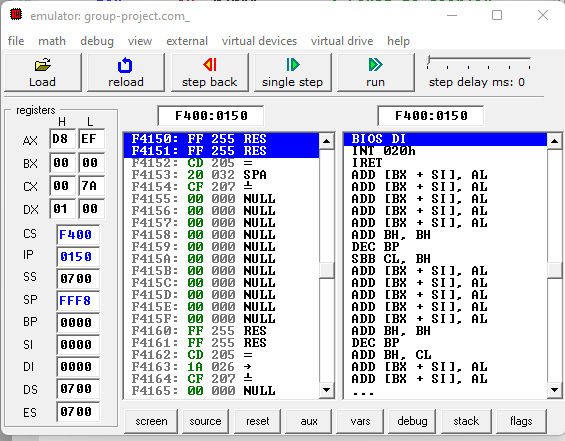 emulator: group-project.com_
file math debug view external virtual devices virtual drive help
Load reload step back single step run step delay ms: 0
registers
F400:0150 F400:0150
H L
AX D8 EF
BX 00 00
CX 00 7A
DX 01 00
CS F400
IP 0150
SS 0700
SP FFF8
BP 0000
SI 0000
DI 0000
DS 0700
ES 0700
F4150: FF 255 RES
F4151: FF 255 RES
F4152: CD 205 =
F4153: 20 032 SPA
F4154: CF 207 ╧
F4155: 00 000 NULL
F4156: 00 000 NULL
F4157: 00 000 NULL
F4158: 00 000 NULL
F4159: 00 000 NULL
F415A: 00 000 NULL
F415B: 00 000 NULL
F415C: 00 000 NULL
F415D: 00 000 NULL
F415E: 00 000 NULL
F415F: 00 000 NULL
F4160: FF 255 RES
F4161: FF 255 RES
F4162: CD 205 =
F4163: 1A 026 →
F4164: CF 207 ╧
F4165: 00 000 NULL
BIOS DI
INT 020h
IRET
ADD [BX + SI], AL
ADD [BX + SI], AL
ADD [BX + SI], AL
ADD [BX + SI], AL
ADD [BX + SI], AL
ADD BH, BH
DEC BP
SBB CL, BH
ADD [BX + SI], AL
ADD [BX + SI], AL
ADD [BX + SI], AL
ADD [BX + SI], AL
ADD [BX + SI], AL
ADD BH, BH
DEC BP
ADD BH, CL
ADD [BX + SI], AL
ADD [BX + SI], AL
...
screen source reset aux vars debug stack flags